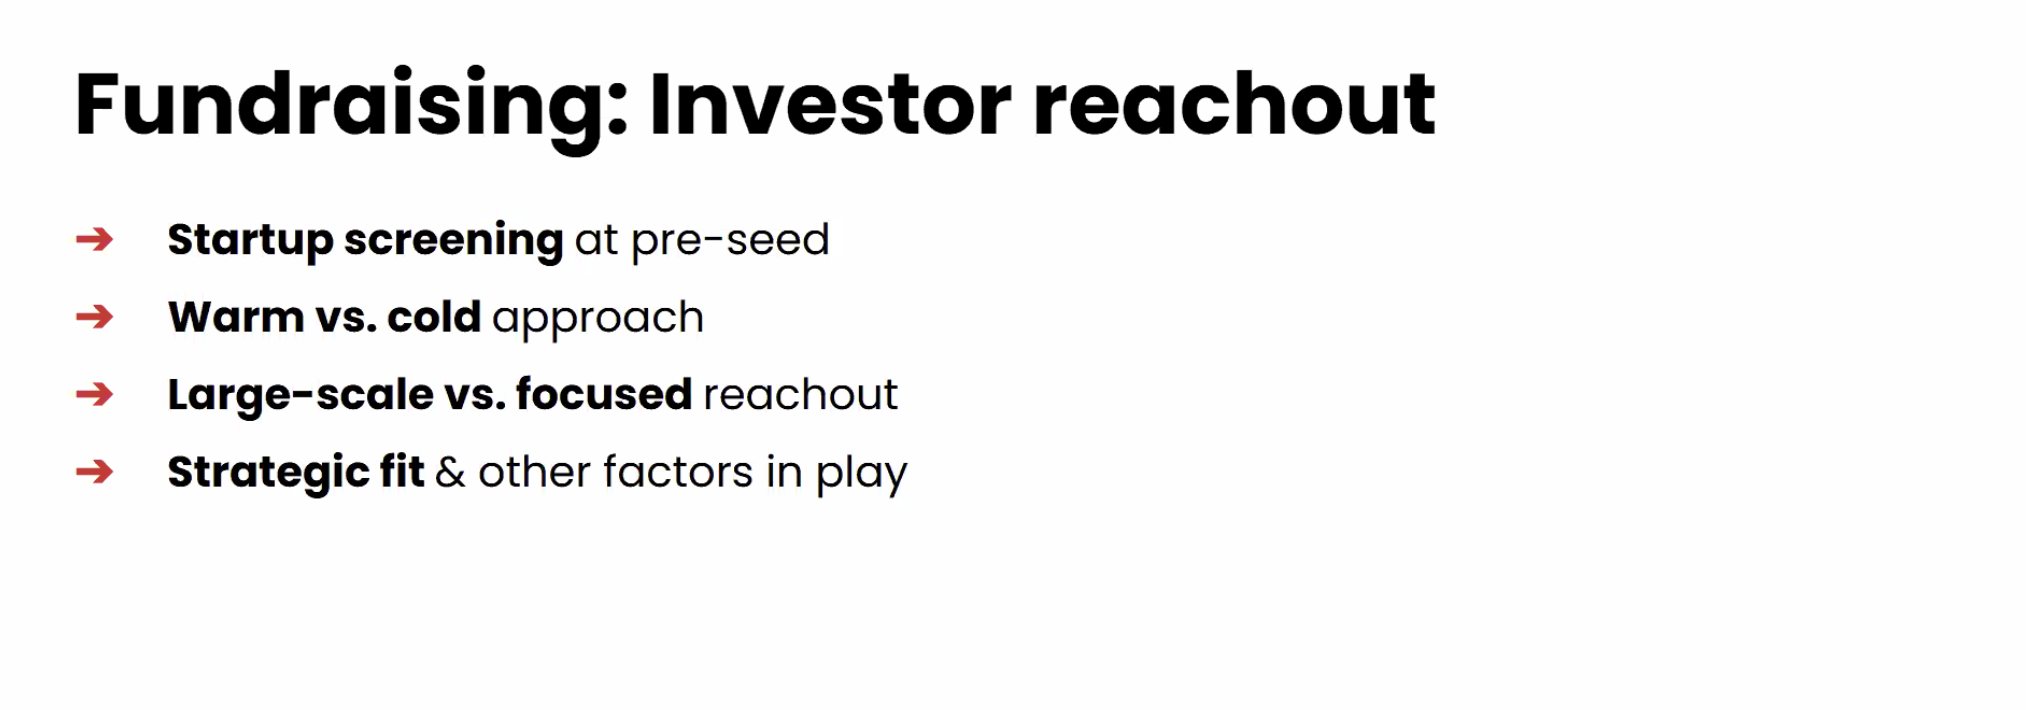 Fundraising: Investor reachout
➔ Startup screening at pre-seed
➔ Warm vs. cold approach
➔ Large-scale vs. focused reachout
➔ Strategic fit & other factors in play